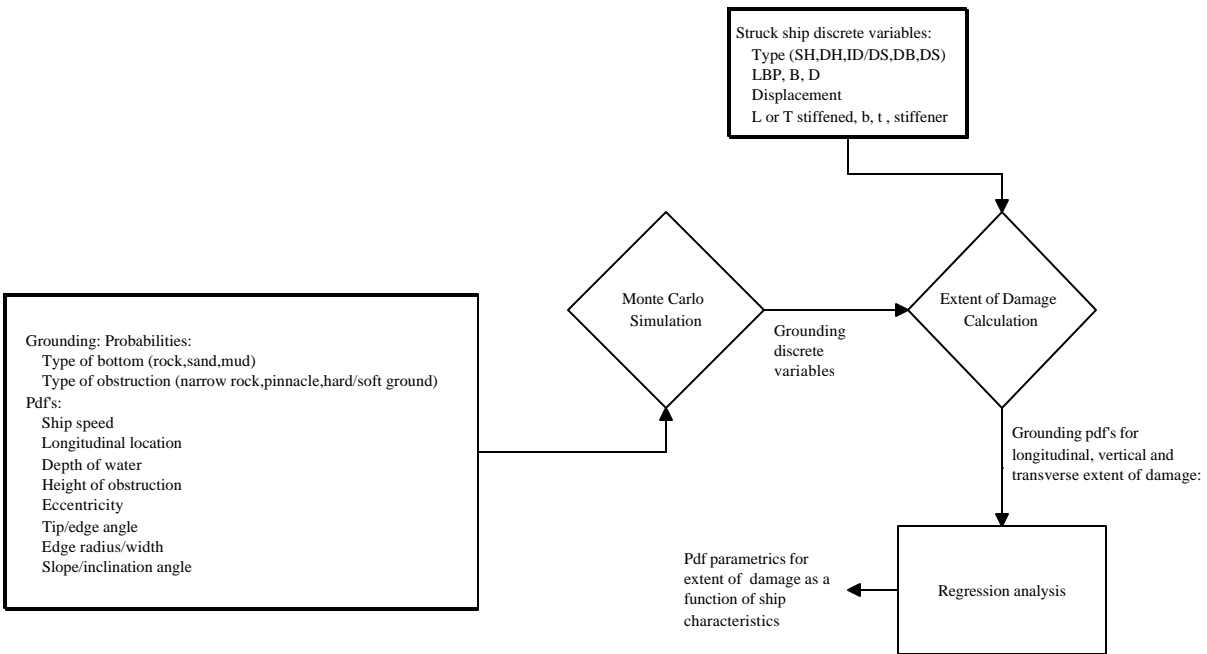 Struck ship discrete variables:
Type (SH,DH,ID/DS,DB,DS)
LBP, B, D
Displacement
L or T stiffened, b, t , stiffener
Monte Carlo
Simulation
Extent of Damage
Calculation
Grounding
discrete
variables
Grounding: Probabilities:
Type of bottom (rock,sand,mud)
Type of obstruction (narrow rock,pinnacle,hard/soft ground)
Pdf's:
Ship speed
Longitudinal location
Depth of water
Height of obstruction
Eccentricity
Tip/edge angle
Edge radius/width
Slope/inclination angle
Grounding pdf's for
longitudinal, vertical and
transverse extent of damage:
Regression analysis
Pdf parametrics for
extent of damage as a
function of ship
characteristics